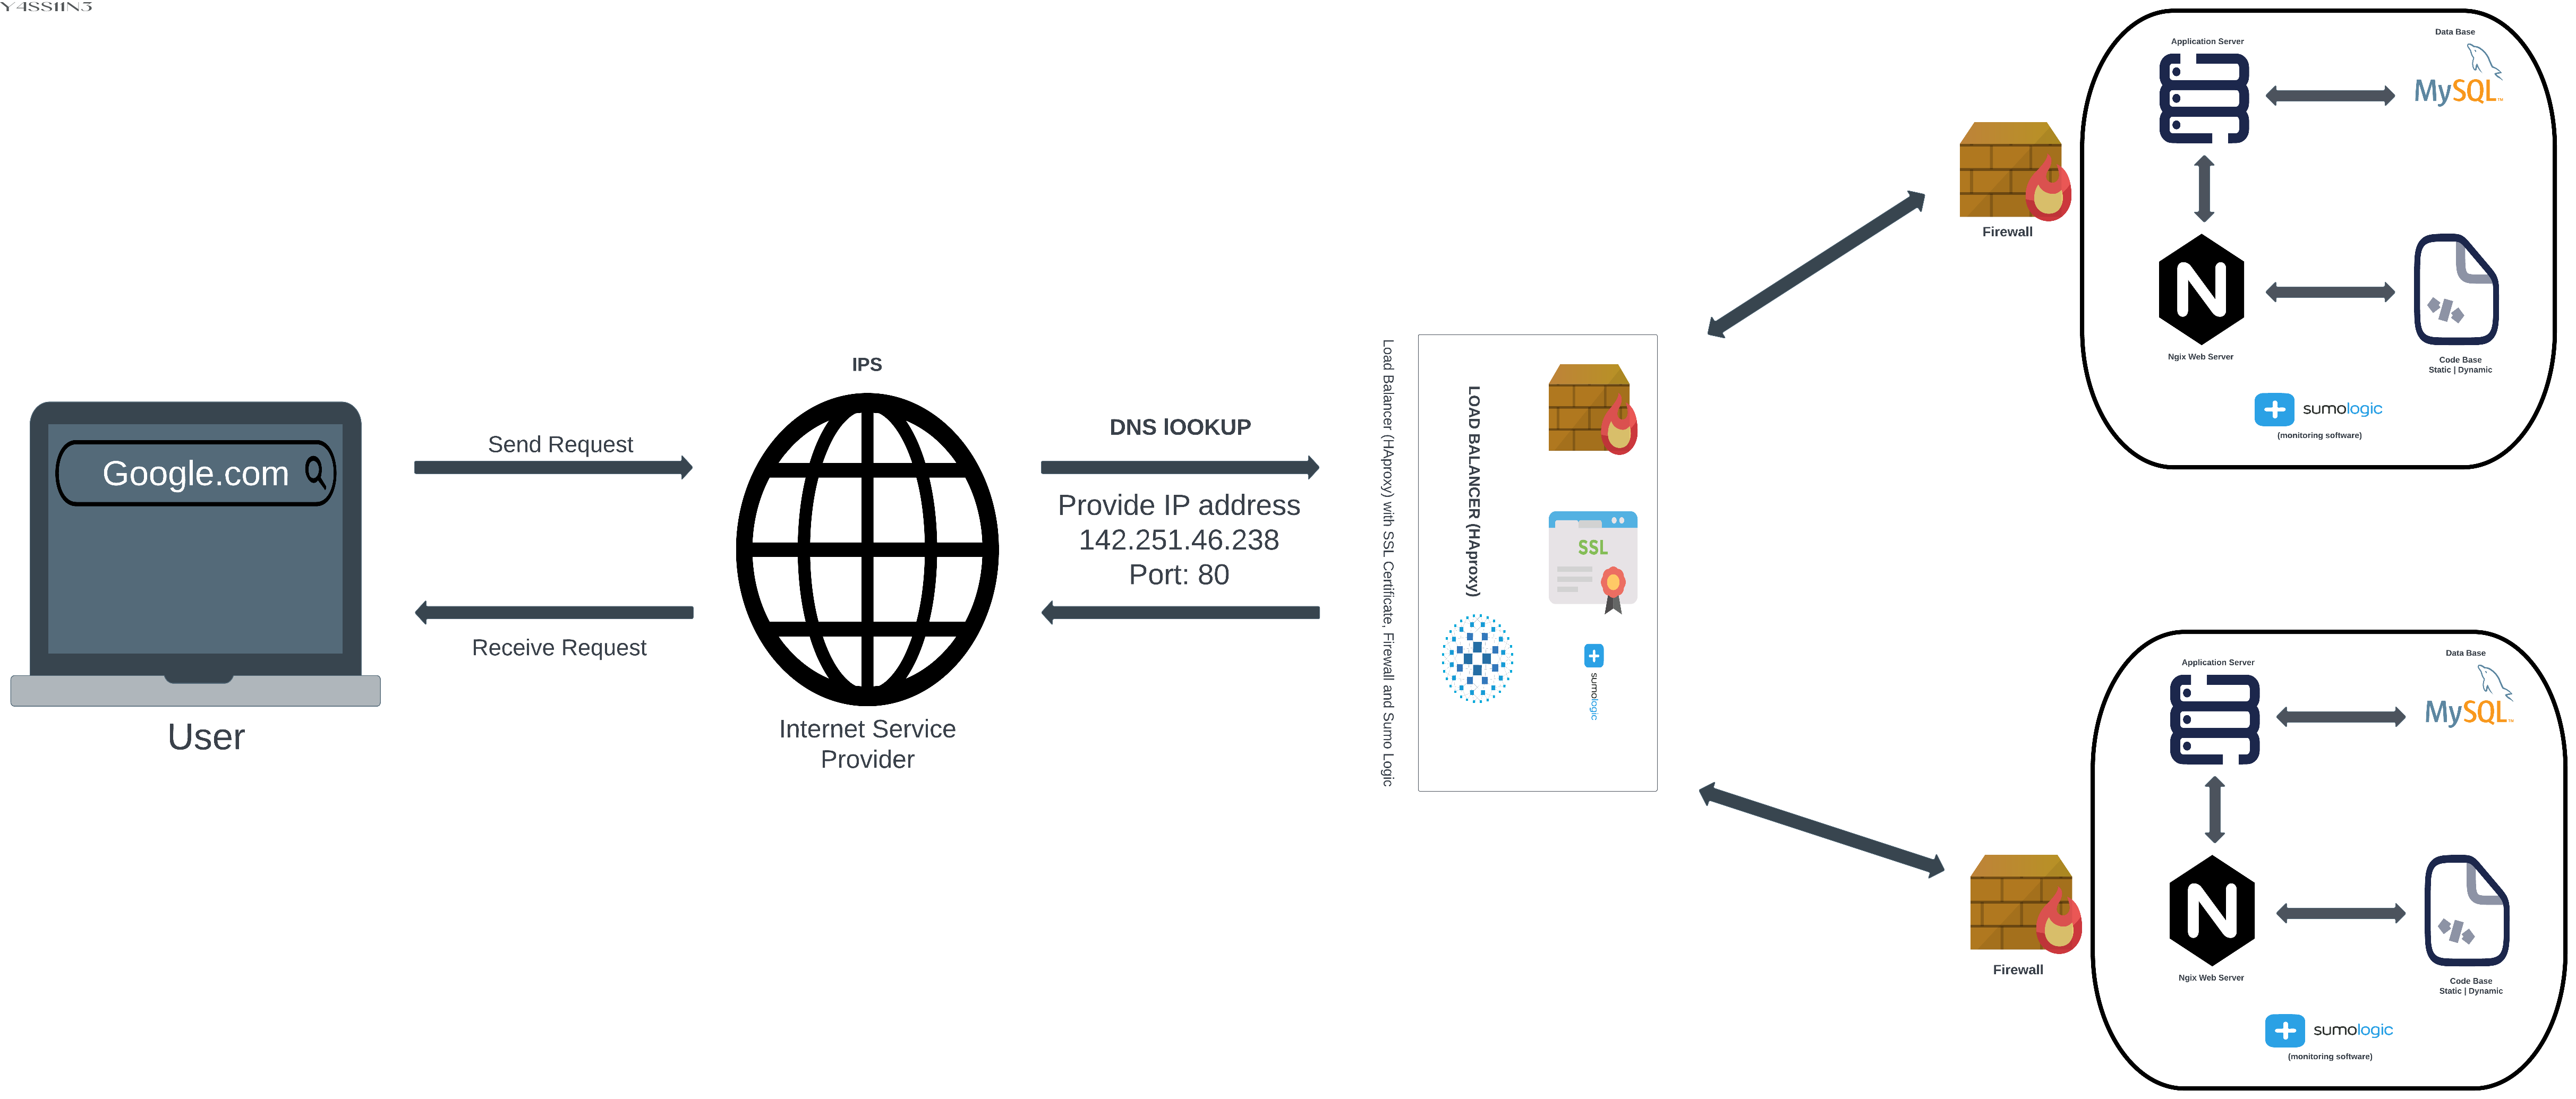 Y4SS11N3
Google.com
User
Send Request
Receive Request
IPS
Internet Service
Provider
DNS lOOKUP
Provide IP address
142.251.46.238
Port: 80
Load Balancer (HAproxy) with SSL Certificate, Firewall and Sumo Logic
LOAD BALANCER (HAproxy)
SSL
sumologic
Firewall
Application Server
Data Base
MySQL
Ngix Web Server
Code Base
Static | Dynamic
sumologic
(monitoring software)
Firewall
Application Server
Data Base
MySQL
Ngix Web Server
Code Base
Static | Dynamic
sumologic
(monitoring software)